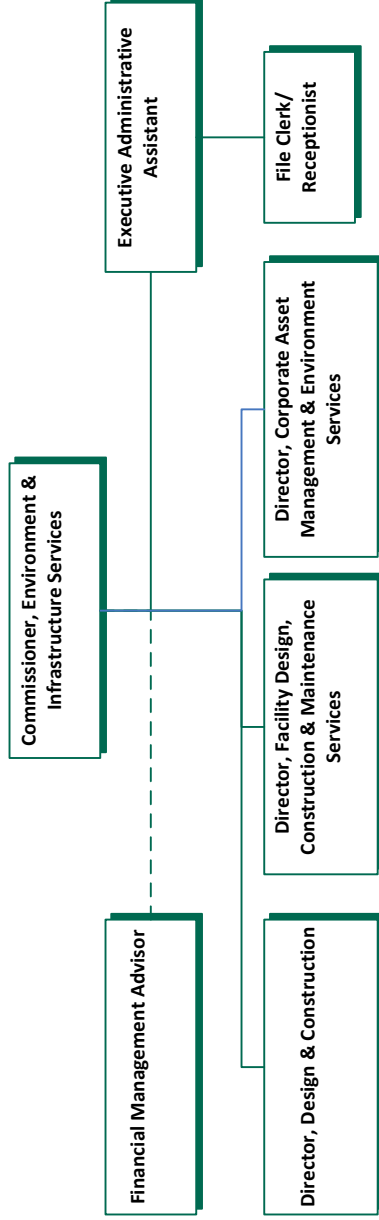 Commissioner, Environment &
Infrastructure Services
Financial Management Advisor
Executive Administrative
Assistant
Director, Design & Construction
Director, Facility Design,
Construction & Maintenance
Services
Director, Corporate Asset
Management & Environment
Services
File Clerk/
Receptionist